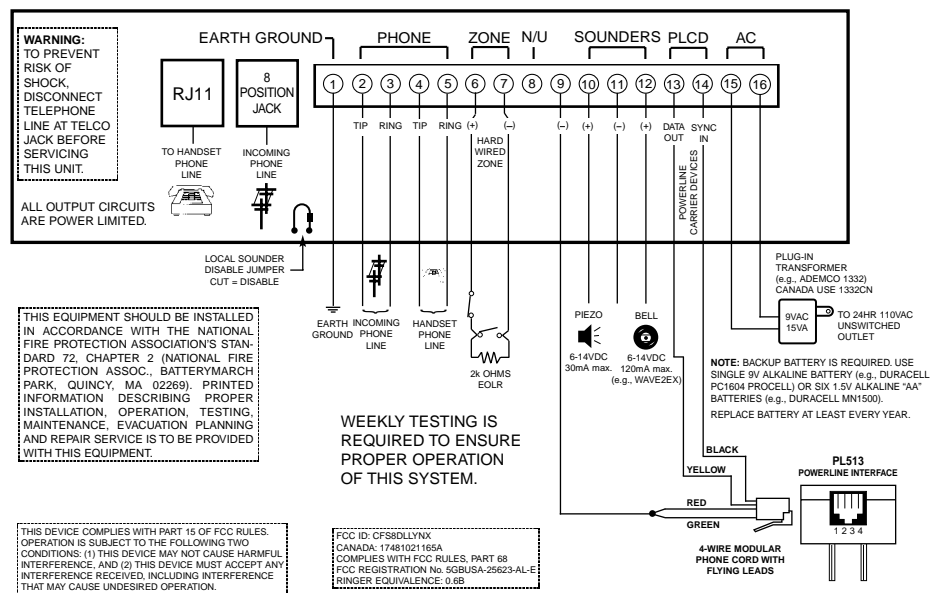 WARNING:
TO PREVENT
RISK OF
SHOCK,
DISCONNECT
TELEPHONE
LINE AT TELCO
JACK BEFORE
SERVICING
THIS UNIT.
ALL OUTPUT CIRCUITS
ARE POWER LIMITED.
RJ11
TO HANDSET
PHONE
LINE
8
POSITION
JACK
INCOMING
PHONE
LINE
EARTH GROUND
PHONE
ZONE
N/U
SOUNDERS
PLCD
AC
1 2 3 4 5 6 7 8 9 10 11 12 13 14 15 16
TIP RING TIP RING (+) (–) (–) (+) (–) (+) DATA OUT SYNC IN
HARD
WIRED
ZONE
POWERLINE
CARRIER DEVICES
LOCAL SOUNDER
DISABLE JUMPER
CUT = DISABLE
EARTH
GROUND
INCOMING
PHONE
LINE
HANDSET
PHONE
LINE
2k OHMS
EOLR
PIEZO
6-14VDC
30mA max.
BELL
6-14VDC
120mA max.
(e.g., WAVE2EX)
PLUG-IN
TRANSFORMER
(e.g., ADEMCO 1332)
CANADA USE 1332CN
9VAC
15VA
TO 24HR 110VAC
UNSWITCHED
OUTLET
NOTE: BACKUP BATTERY IS REQUIRED. USE
SINGLE 9V ALKALINE BATTERY (e.g., DURACELL
PC1604 PROCELL) OR SIX 1.5V ALKALINE “AA”
BATTERIES (e.g., DURACELL MN1500).
REPLACE BATTERY AT LEAST EVERY YEAR.
THIS EQUIPMENT SHOULD BE INSTALLED
IN ACCORDANCE WITH THE NATIONAL
FIRE PROTECTION ASSOCIATION'S STAN-
DARD 72, CHAPTER 2 (NATIONAL FIRE
PROTECTION ASSOC., BATTERYMARCH
PARK, QUINCY, MA 02269). PRINTED
INFORMATION DESCRIBING PROPER
INSTALLATION, OPERATION, TESTING,
MAINTENANCE, EVACUATION PLANNING
AND REPAIR SERVICE IS TO BE PROVIDED
WITH THIS EQUIPMENT.
WEEKLY TESTING IS
REQUIRED TO ENSURE
PROPER OPERATION
OF THIS SYSTEM.
BLACK
YELLOW
RED
GREEN
4-WIRE MODULAR
PHONE CORD WITH
FLYING LEADS
PL513
POWERLINE INTERFACE
1 2 3 4
THIS DEVICE COMPLIES WITH PART 15 OF FCC RULES.
OPERATION IS SUBJECT TO THE FOLLOWING TWO
CONDITIONS: (1) THIS DEVICE MAY NOT CAUSE HARMFUL
INTERFERENCE, AND (2) THIS DEVICE MUST ACCEPT ANY
INTERFERENCE RECEIVED, INCLUDING INTERFERENCE
THAT MAY CAUSE UNDESIRED OPERATION.
FCC ID: CFS8DLLYNX
CANADA: 17481021165A
COMPLIES WITH FCC RULES, PART 68
FCC REGISTRATION No. 5GBUSA-25623-AL-E
RINGER EQUIVALENCE: 0.6B